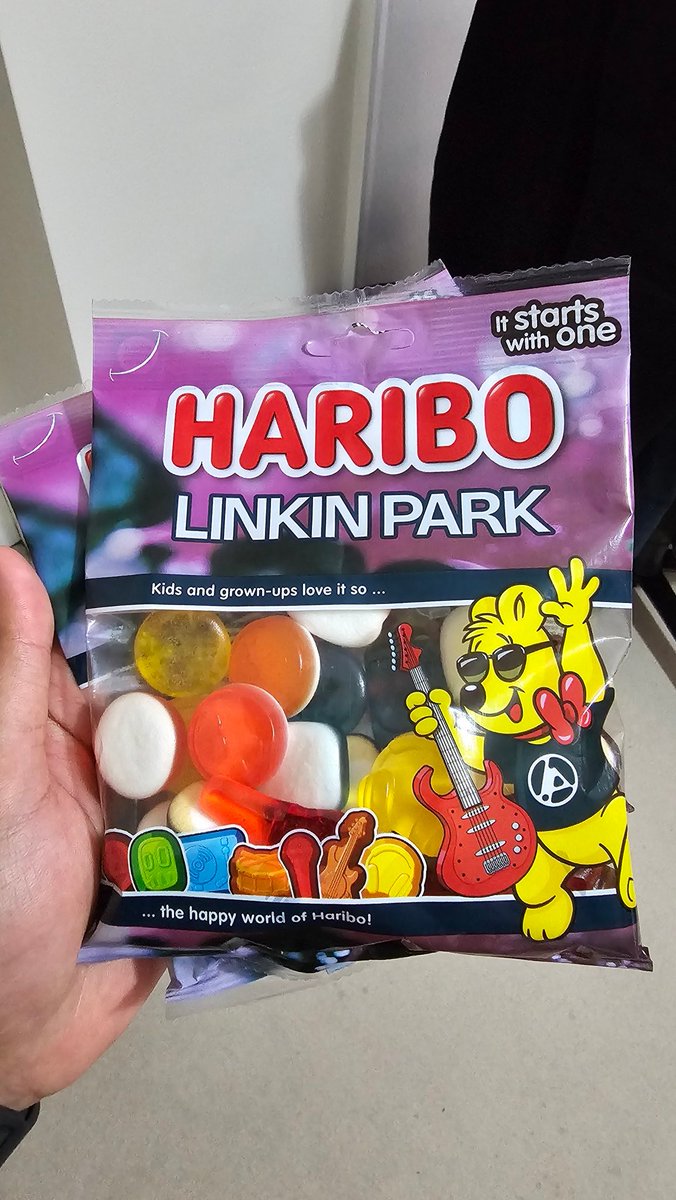 It starts
with one
HARIBO
LINKIN PARK
Kids and grown-ups love it so ...
... the happy world of Haribo!